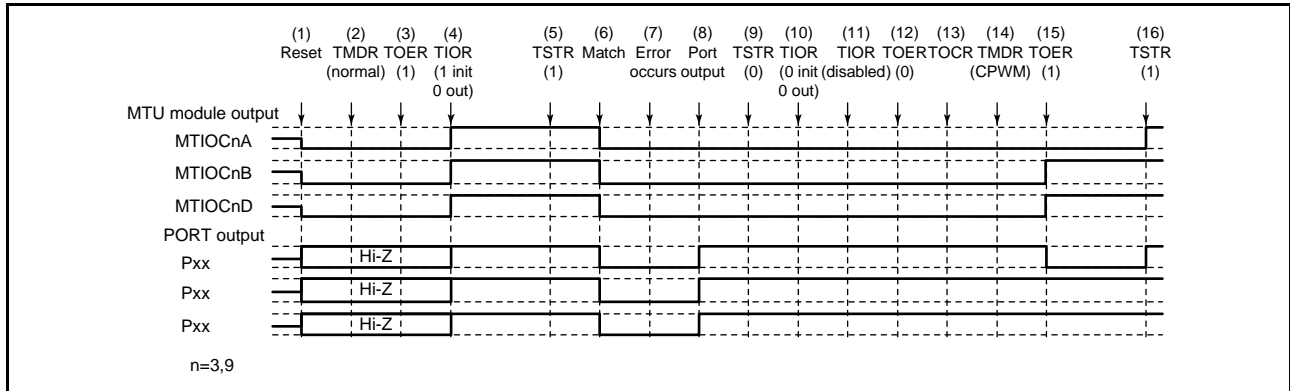 (1) (2) (3) (4) (5) (6) (7) (8) (9) (10) (11) (12) (13) (14) (15) (16)
Reset TMDR TOER TIOR TSTR Match Error Port TSTR TIOR TIOR TOER TOCR TMDR TOER TSTR
(normal) (1) (1 init (1) occurs output (0) (0 init (disabled) (0) (CPWM) (1) (1)
0 out) 0 out)
MTU module output
MTIOCnA
MTIOCnB
MTIOCnD
PORT output
Pxx Hi-Z
Pxx Hi-Z
Pxx Hi-Z
n=3,9